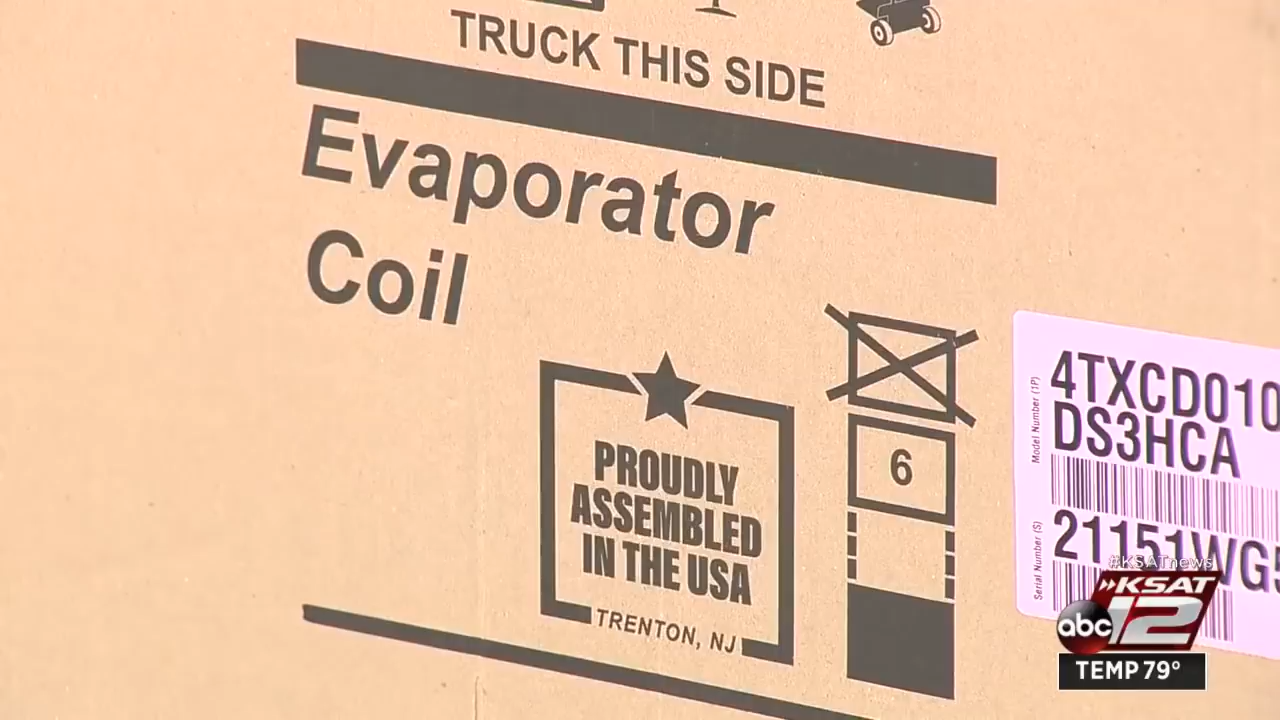 TRUCK THIS SIDE
Evaporator
Coil
PROUDLY
ASSEMBLED
IN THE USA
TRENTON, NJ
6
Model Number (1P)
4TXCD010
DS3HCA
Serial Number (S)
21151WG5
#KSATnews
KSAT
abc 12
TEMP 79°